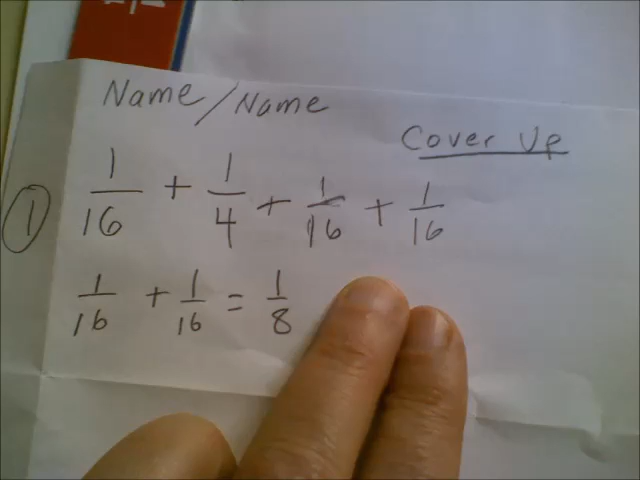 Name/Name
Cover Up
① 1/16 + 1/4 + 1/16 + 1/16
1/16 + 1/16 = 1/8